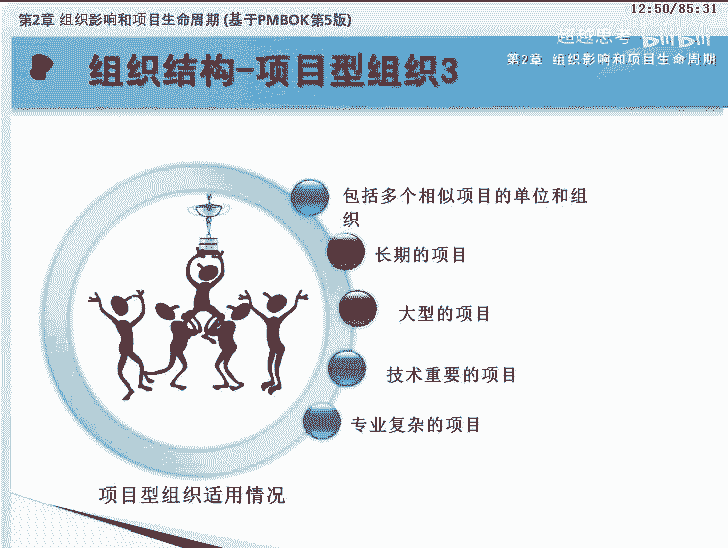 12:50/85:31
第2章 组织影响和项目生命周期 (基于PMBOK第5版)
超越思考 bilibili
组织结构-项目型组织3
第2章 组织影响和项目生命周期
包括多个相似项目的单位和组
织
长期的项目
大型的项目
技术重要的项目
专业复杂的项目
项目型组织适用情况